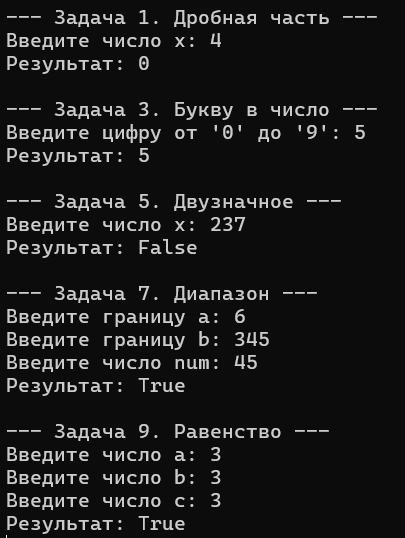 --- Задача 1. Дробная часть ---
Введите число x: 4
Результат: 0
--- Задача 3. Букву в число ---
Введите цифру от '0' до '9': 5
Результат: 5
--- Задача 5. Двузначное ---
Введите число x: 237
Результат: False
--- Задача 7. Диапазон ---
Введите границу a: 6
Введите границу b: 345
Введите число num: 45
Результат: True
--- Задача 9. Равенство ---
Введите число a: 3
Введите число b: 3
Введите число c: 3
Результат: True